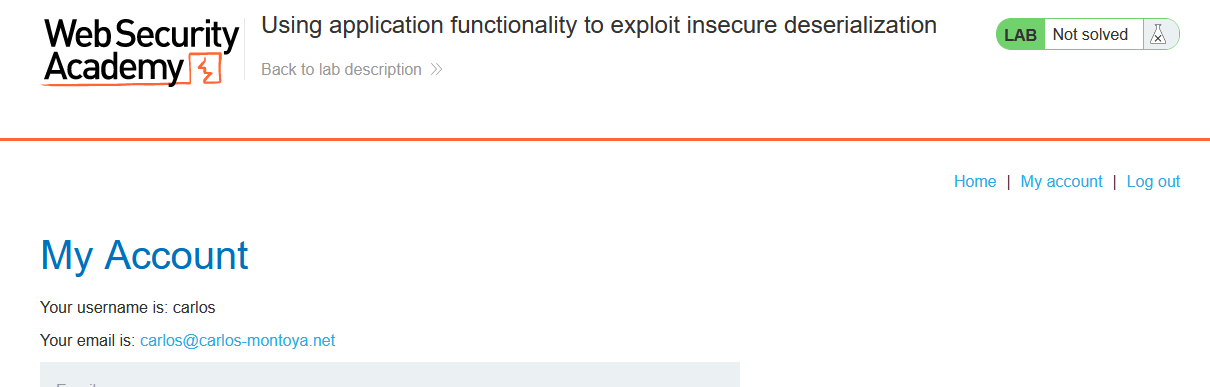 Web Security
Academy
Using application functionality to exploit insecure deserialization
Back to lab description
LAB Not solved
Home | My account | Log out
My Account
Your username is: carlos
Your email is: carlos@carlos-montoya.net